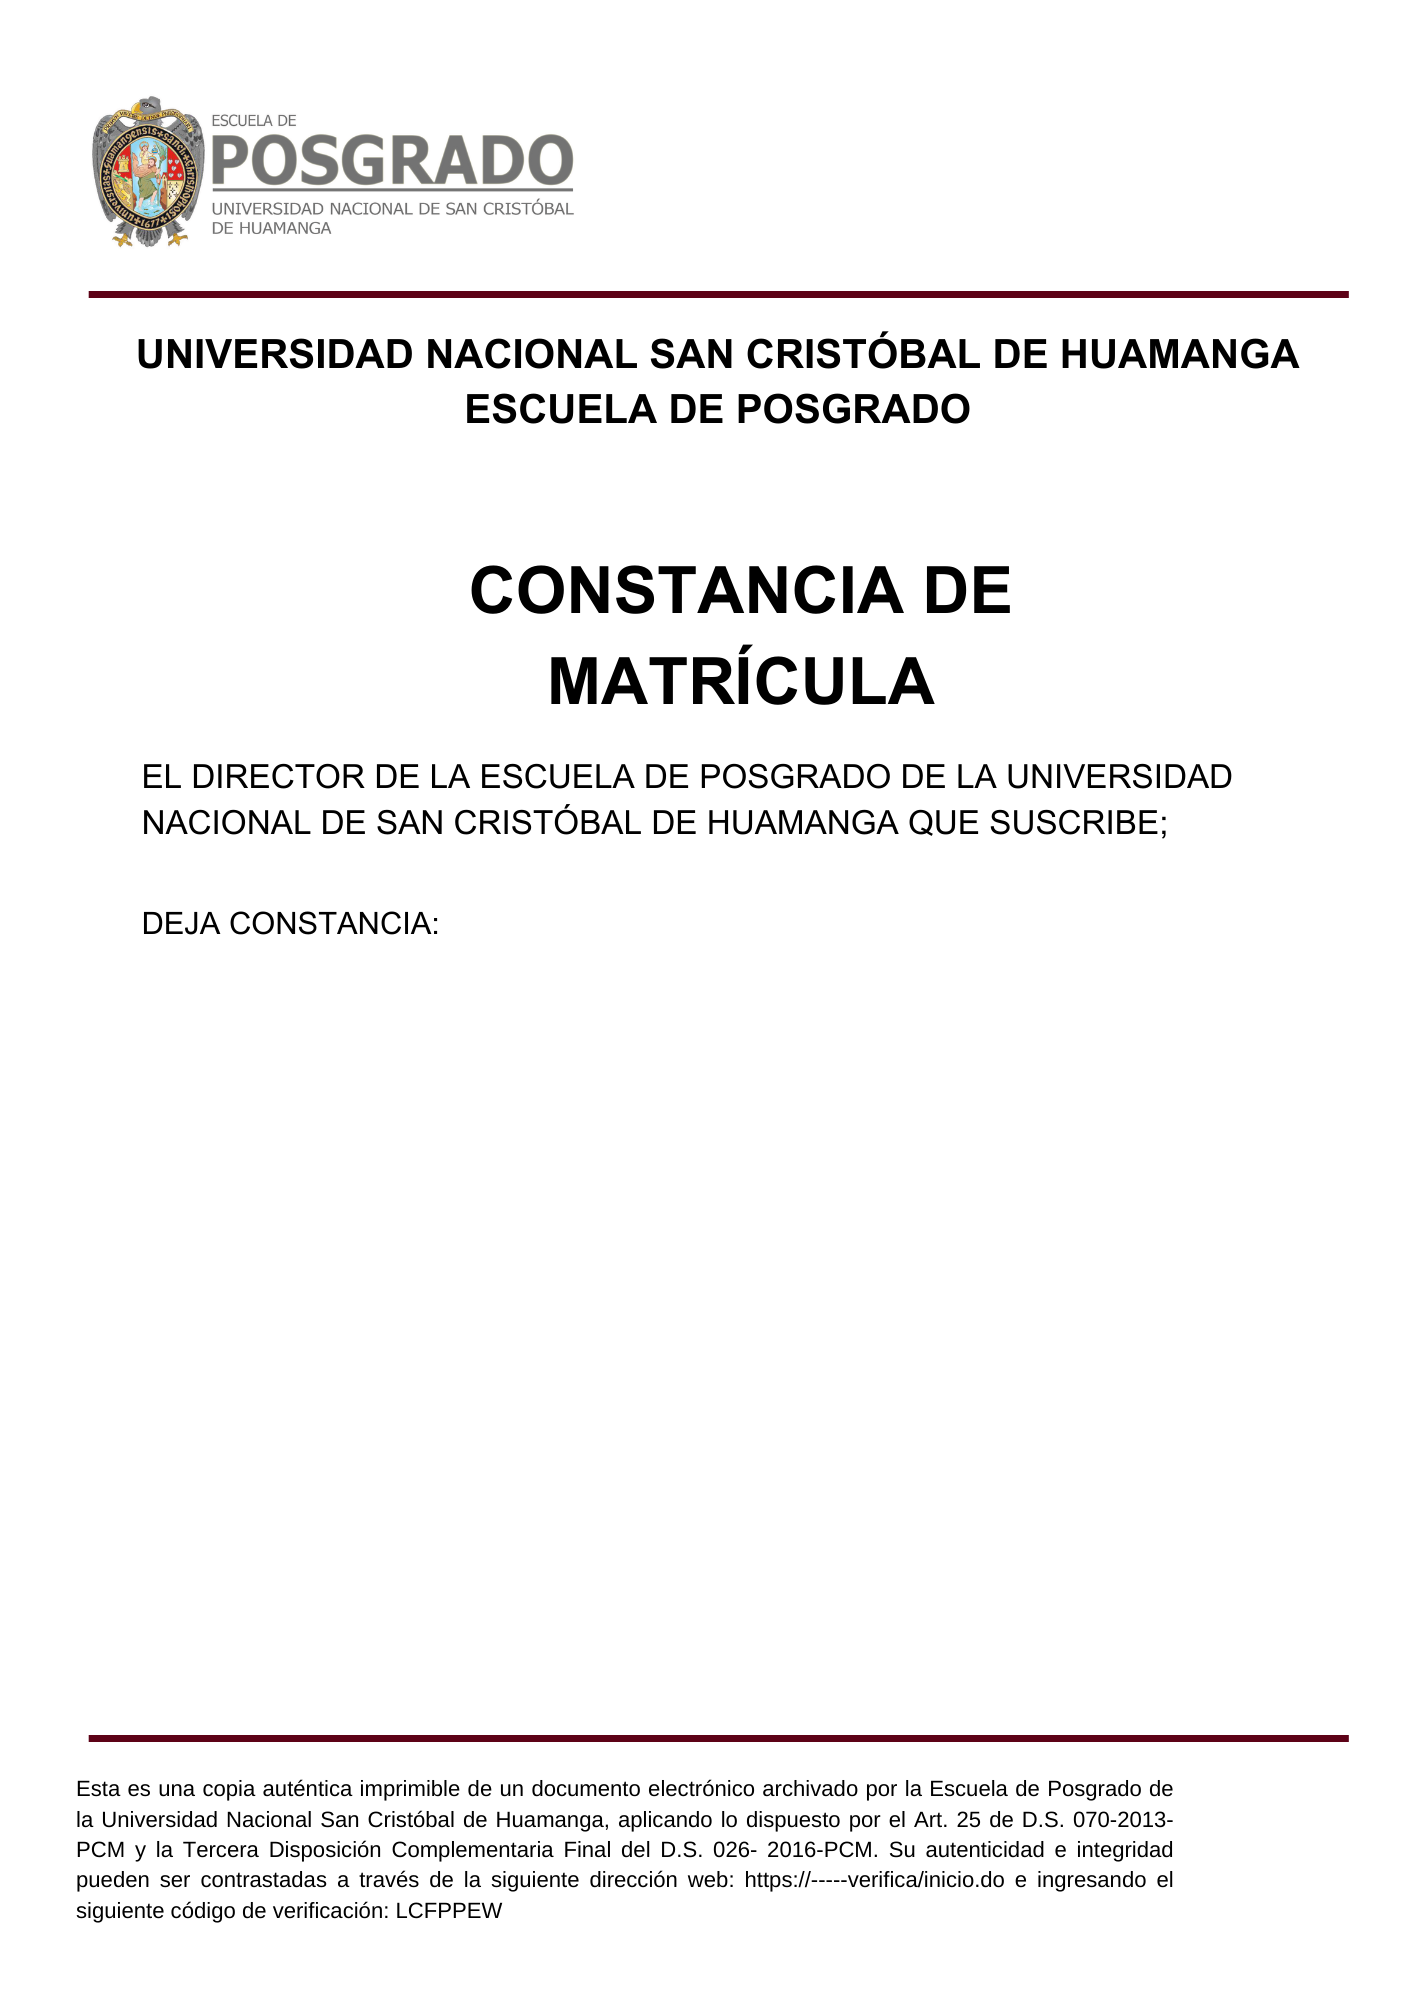 ESCUELA DE
POSGRADO
UNIVERSIDAD NACIONAL DE SAN CRISTÓBAL
DE HUAMANGA
UNIVERSIDAD NACIONAL SAN CRISTÓBAL DE HUAMANGA
ESCUELA DE POSGRADO
CONSTANCIA DE
MATRÍCULA
EL DIRECTOR DE LA ESCUELA DE POSGRADO DE LA UNIVERSIDAD
NACIONAL DE SAN CRISTÓBAL DE HUAMANGA QUE SUSCRIBE;
DEJA CONSTANCIA:
Esta es una copia auténtica imprimible de un documento electrónico archivado por la Escuela de Posgrado de
la Universidad Nacional San Cristóbal de Huamanga, aplicando lo dispuesto por el Art. 25 de D.S. 070-2013-
PCM y la Tercera Disposición Complementaria Final del D.S. 026- 2016-PCM. Su autenticidad e integridad
pueden ser contrastadas a través de la siguiente dirección web: https://-----verifica/inicio.do e ingresando el
siguiente código de verificación: LCFPPEW